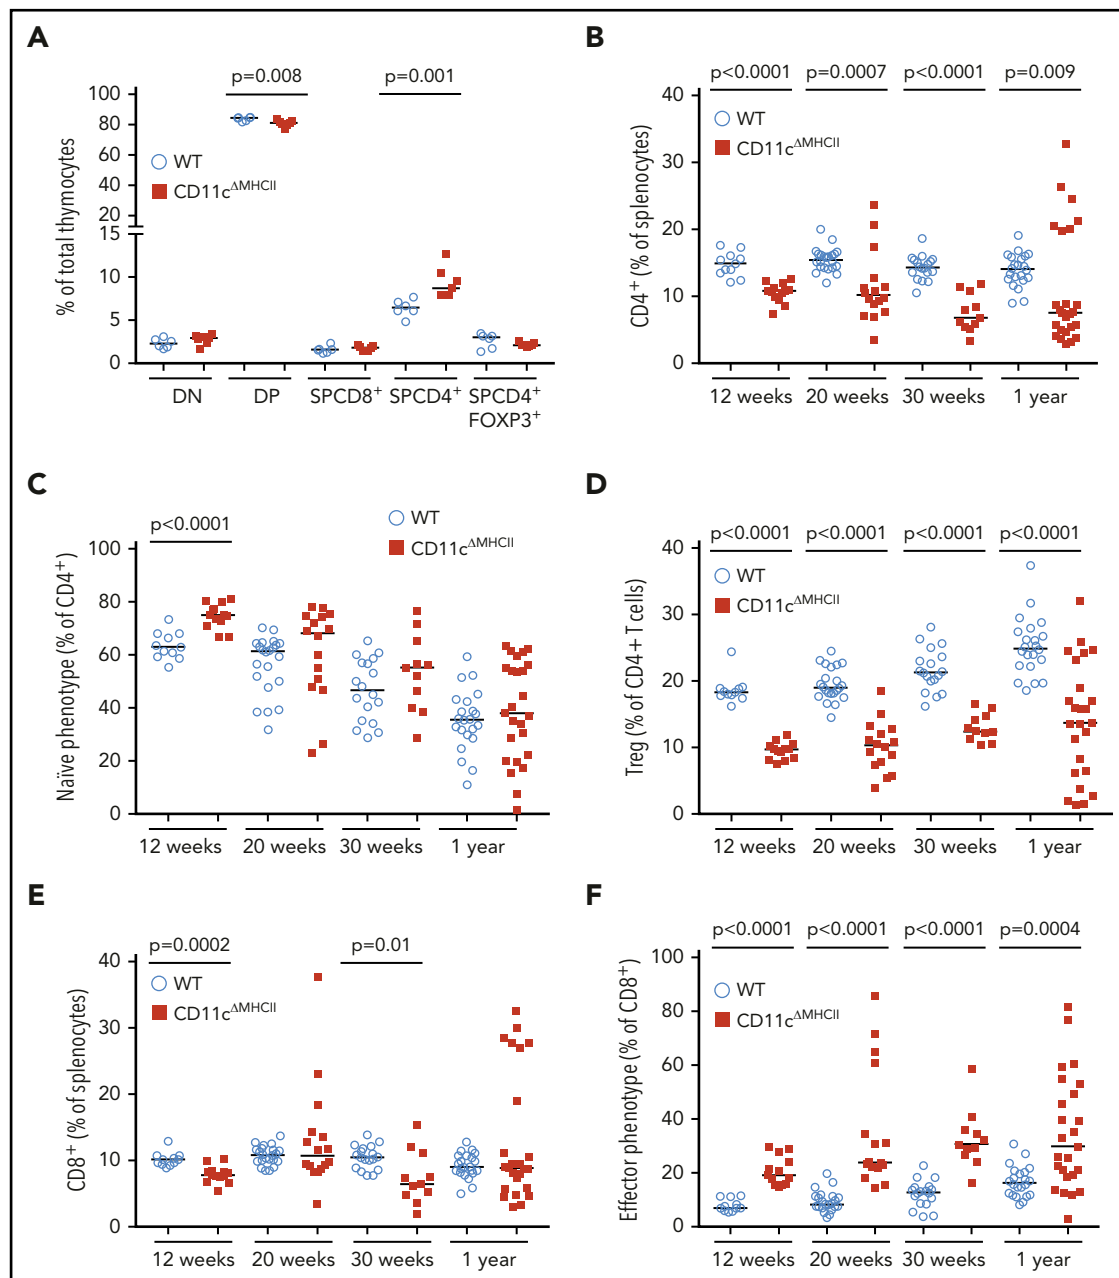 A
p=0.008
p=0.001
% of total thymocytes
100
80
60
40
20
15
10
5
0
WT
CD11c^ΔMHCII
DN
DP
SPCD8+
SPCD4+
SPCD4+
FOXP3+
B
p<0.0001
p=0.0007
p<0.0001
p=0.009
CD4+ (% of splenocytes)
40
30
20
10
0
WT
CD11c^ΔMHCII
12 weeks
20 weeks
30 weeks
1 year
C
p<0.0001
Naïve phenotype (% of CD4+)
100
80
60
40
20
0
WT
CD11c^ΔMHCII
12 weeks
20 weeks
30 weeks
1 year
D
p<0.0001
p<0.0001
p<0.0001
p<0.0001
Treg (% of CD4+ T cells)
40
30
20
10
0
WT
CD11c^ΔMHCII
12 weeks
20 weeks
30 weeks
1 year
E
p=0.0002
p=0.01
CD8+ (% of splenocytes)
40
30
20
10
0
WT
CD11c^ΔMHCII
12 weeks
20 weeks
30 weeks
1 year
F
p<0.0001
p<0.0001
p<0.0001
p=0.0004
Effector phenotype (% of CD8+)
100
80
60
40
20
0
WT
CD11c^ΔMHCII
12 weeks
20 weeks
30 weeks
1 year